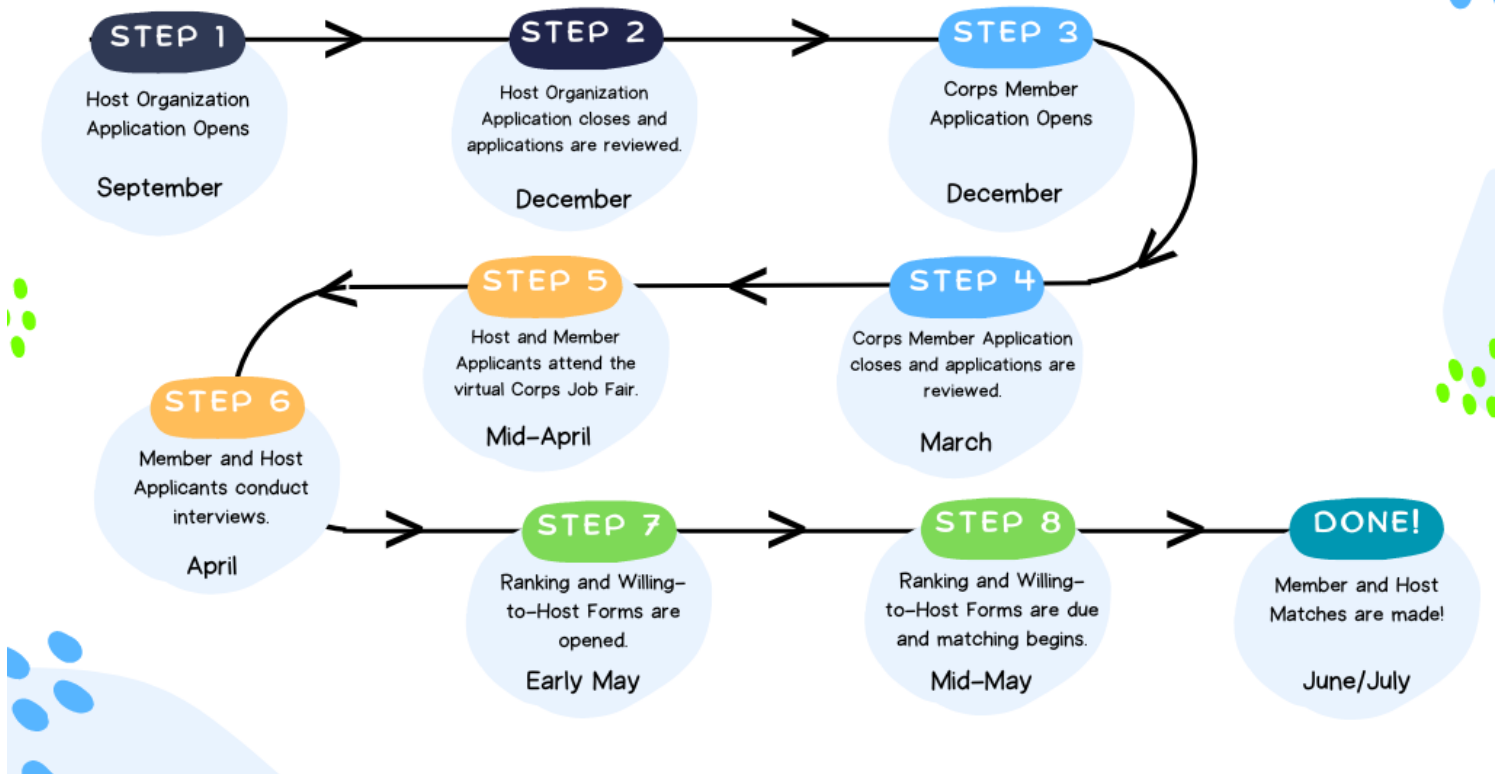 STEP 1
Host Organization
Application Opens
September
STEP 2
Host Organization
Application closes and
applications are reviewed.
December
STEP 3
Corps Member
Application Opens
December
STEP 4
Corps Member Application
closes and applications are
reviewed.
March
STEP 5
Host and Member
Applicants attend the
virtual Corps Job Fair.
Mid-April
STEP 6
Member and Host
Applicants conduct
interviews.
April
STEP 7
Ranking and Willing-
to-Host Forms are
opened.
Early May
STEP 8
Ranking and Willing-
to-Host Forms are due
and matching begins.
Mid-May
DONE!
Member and Host
Matches are made!
June/July